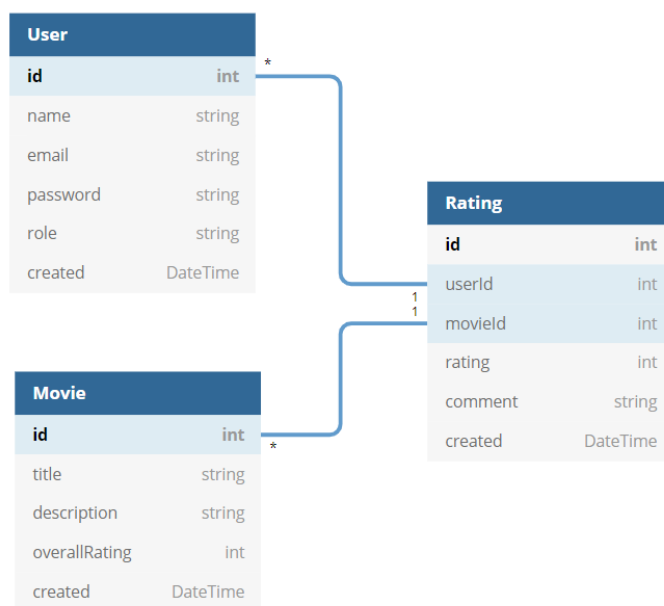 User
id int
name string
email string
password string
role string
created DateTime
*
Rating
id int
userId int
movieId int
rating int
comment string
created DateTime
1
1
Movie
id int
title string
description string
overallRating int
created DateTime
*